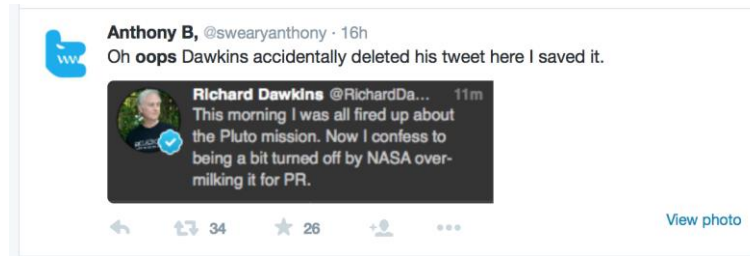 Anthony B, @swearyanthony · 16h
Oh oops Dawkins accidentally deleted his tweet here I saved it.
Richard Dawkins @RichardDa... 11m
This morning I was all fired up about
the Pluto mission. Now I confess to
being a bit turned off by NASA over-
milking it for PR.
34 26
View photo